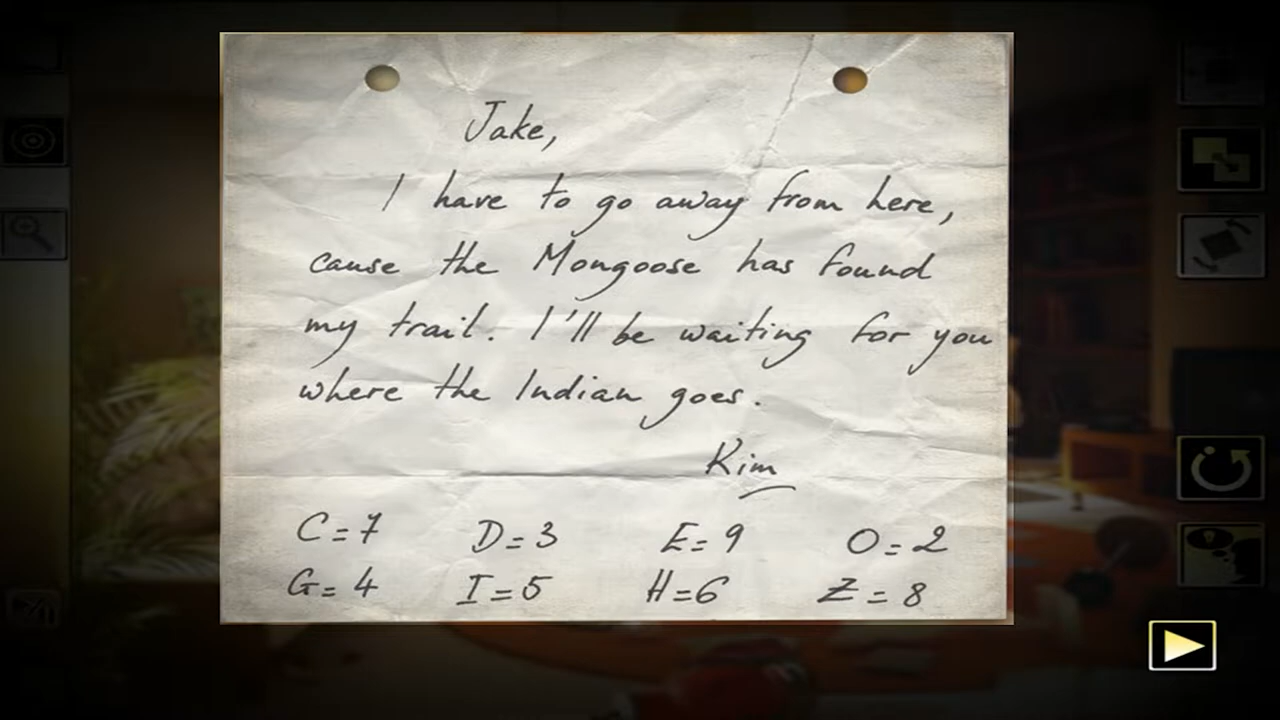 Jake,
I have to go away from here,
cause the Mongoose has found
my trail. I'll be waiting for you
where the Indian goes.
Kim
C=7 D=3 E=9 O=2
G=4 I=5 H=6 Z=8